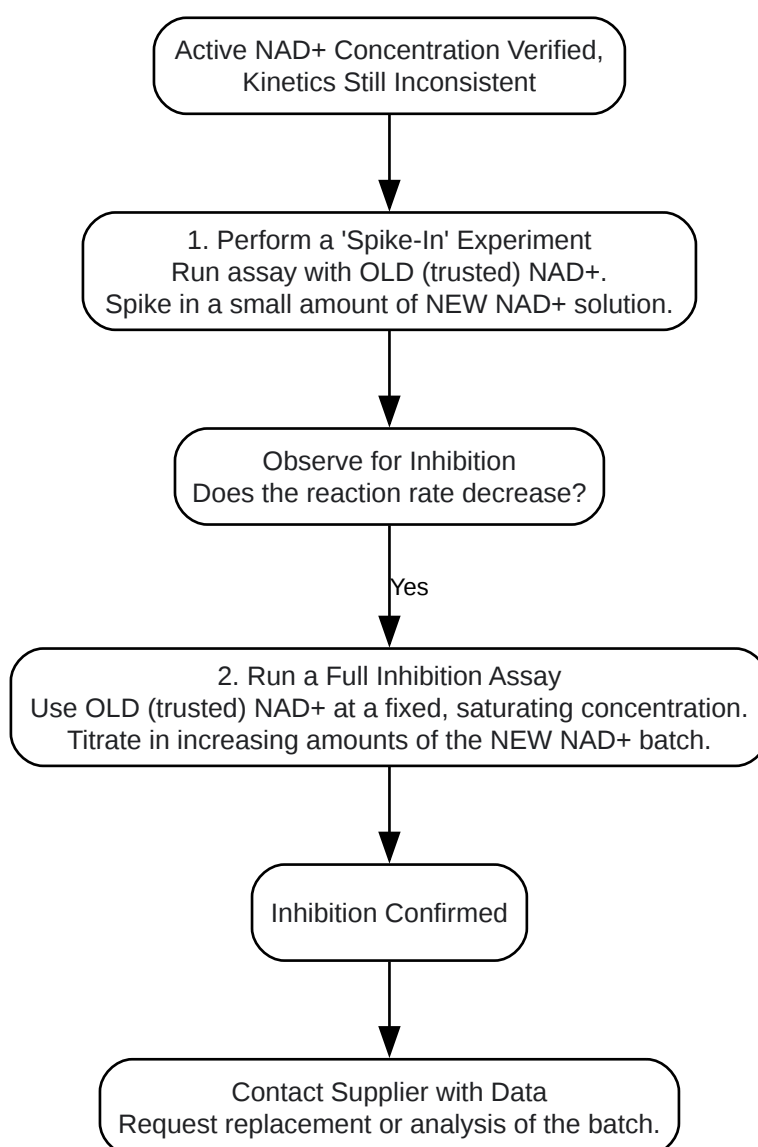 Active NAD+ Concentration Verified,
Kinetics Still Inconsistent
1. Perform a 'Spike-In' Experiment
Run assay with OLD (trusted) NAD+.
Spike in a small amount of NEW NAD+ solution.
Observe for Inhibition
Does the reaction rate decrease?
Yes
2. Run a Full Inhibition Assay
Use OLD (trusted) NAD+ at a fixed, saturating concentration.
Titrate in increasing amounts of the NEW NAD+ batch.
Inhibition Confirmed
Contact Supplier with Data
Request replacement or analysis of the batch.